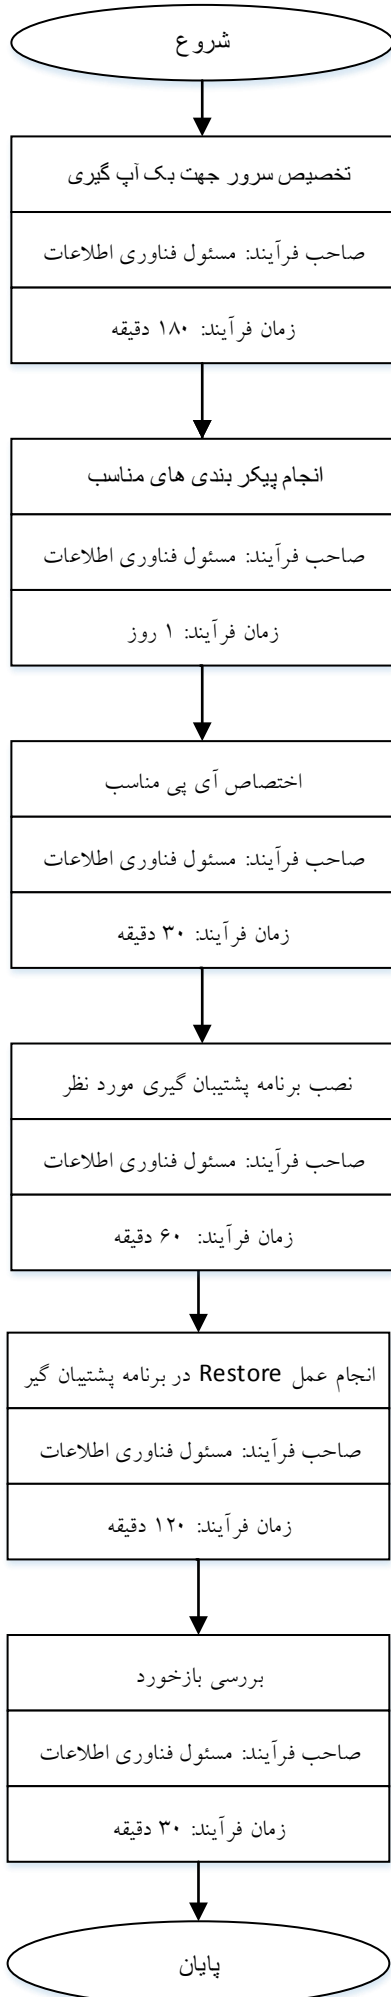 شروع
تخصیص سرور جهت بک آپ گیری
صاحب فرآیند: مسئول فناوری اطلاعات
زمان فرآیند: ۱۸۰ دقیقه
انجام پیکر بندی های مناسب
صاحب فرآیند: مسئول فناوری اطلاعات
زمان فرآیند: ۱ روز
اختصاص آی پی مناسب
صاحب فرآیند: مسئول فناوری اطلاعات
زمان فرآیند: ۳۰ دقیقه
نصب برنامه پشتیبان گیری مورد نظر
صاحب فرآیند: مسئول فناوری اطلاعات
زمان فرآیند: ۶۰ دقیقه
انجام عمل Restore در برنامه پشتیبان گیر
صاحب فرآیند: مسئول فناوری اطلاعات
زمان فرآیند: ۱۲۰ دقیقه
بررسی بازخورد
صاحب فرآیند: مسئول فناوری اطلاعات
زمان فرآیند: ۳۰ دقیقه
پایان